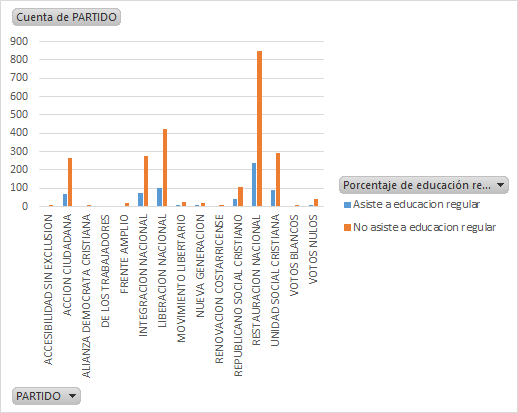 Cuenta de PARTIDO
900
800
700
600
500
400
300
200
100
0
ACCESIBILIDAD SIN EXCLUSION
ACCION CIUDADANA
ALIANZA DEMOCRATA CRISTIANA
DE LOS TRABAJADORES
FRENTE AMPLIO
INTEGRACION NACIONAL
LIBERACION NACIONAL
MOVIMIENTO LIBERTARIO
NUEVA GENERACION
RENOVACION COSTARRICENSE
REPUBLICANO SOCIAL CRISTIANO
RESTAURACION NACIONAL
UNIDAD SOCIAL CRISTIANA
VOTOS BLANCOS
VOTOS NULOS
Porcentaje de educación re...
Asiste a educacion regular
No asiste a educacion regular
PARTIDO